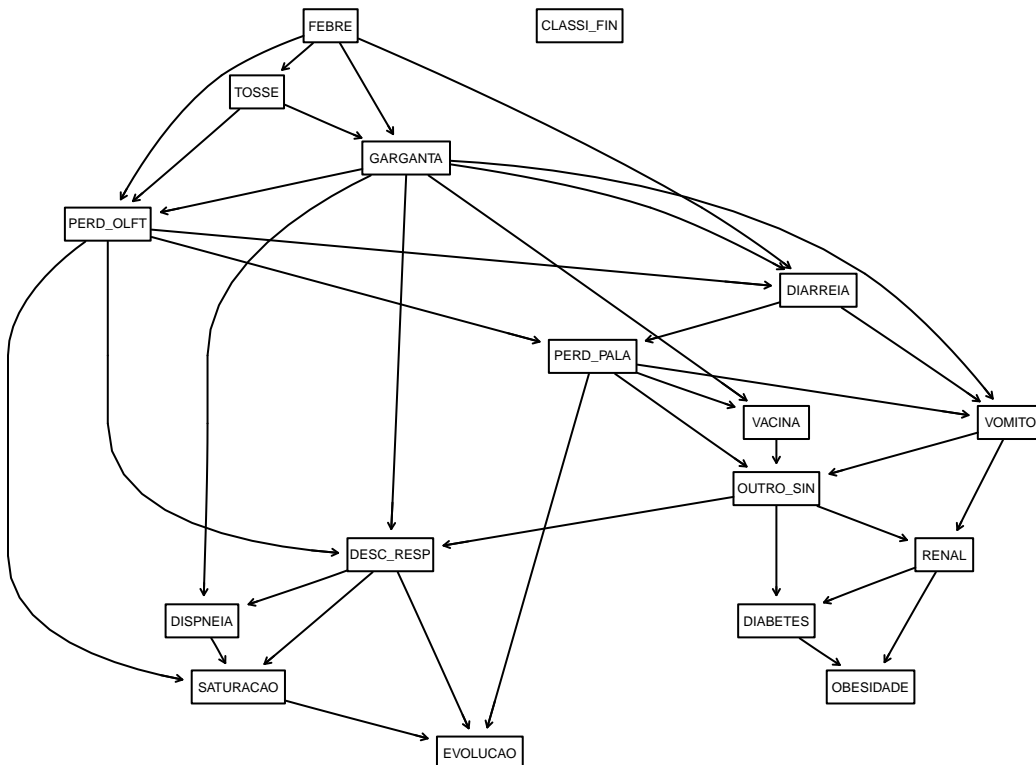 FEBRE
CLASSI_FIN
TOSSE
GARGANTA
PERD_OLFT
DIARREIA
PERD_PALA
VACINA
VOMITO
OUTRO_SIN
DESC_RESP
RENAL
DISPNEIA
DIABETES
SATURACAO
OBESIDADE
EVOLUCAO